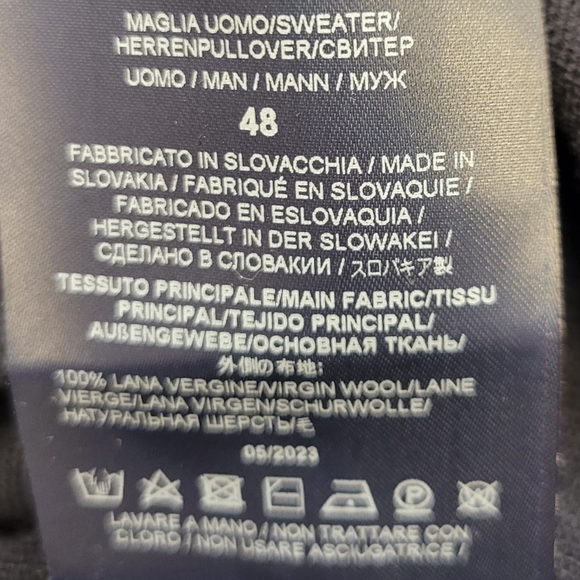 MAGLIA UOMO/SWEATER/
HERRENPULLOVER/СВИТЕР
UOMO / MAN / MANN / МУЖ
48
FABBRICATO IN SLOVACCHIA / MADE IN
SLOVAKIA / FABRIQUÉ EN SLOVAQUIE /
FABRICADO EN ESLOVAQUIA /
HERGESTELLT IN DER SLOWAKEI /
СДЕЛАНО В СЛОВАКИИ / スロバキア製
TESSUTO PRINCIPALE/MAIN FABRIC/TISSU
PRINCIPAL/TEJIDO PRINCIPAL/
AUßENGEWEBE/ОСНОВНАЯ ТКАНЬ/
外側の布地:
100% LANA VERGINE/VIRGIN WOOL/LAINE
VIERGE/LANA VIRGEN/SCHURWOLLE/
НАТУРАЛЬНАЯ ШЕРСТЬ/毛
05/2023
P W
LAVARE A MANO / NON TRATTARE CON
CLORO / NON USARE ASCIUGATRICE /